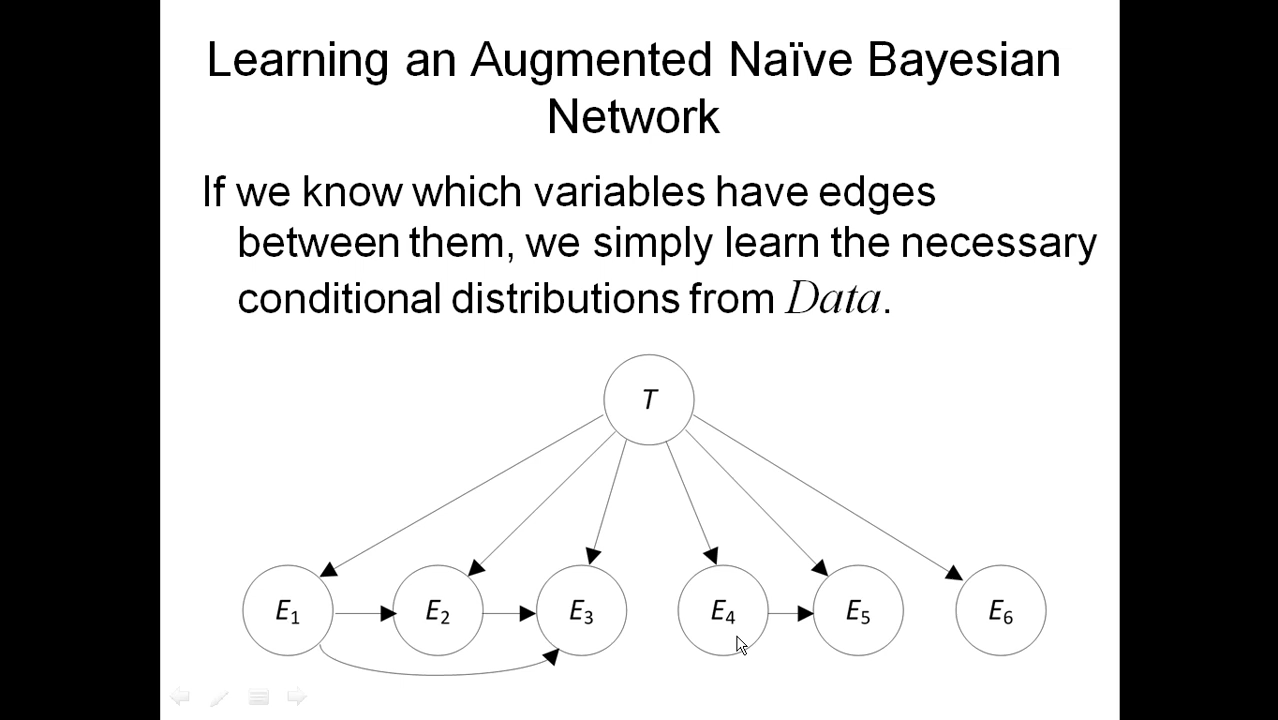 Learning an Augmented Naïve Bayesian
Network
If we know which variables have edges
between them, we simply learn the necessary
conditional distributions from Data.
T
E1 E2 E3 E4 E5 E6